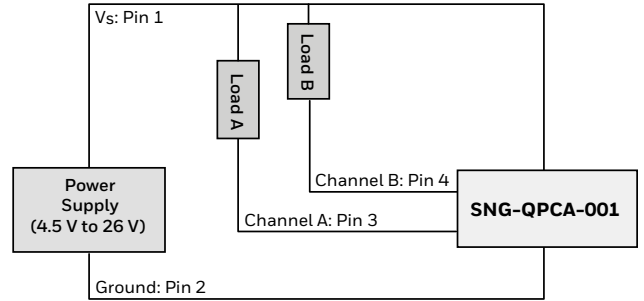 Vs: Pin 1
Load B
Load A
Power
Supply
(4.5 V to 26 V)
Channel B: Pin 4
SNG-QPCA-001
Channel A: Pin 3
Ground: Pin 2